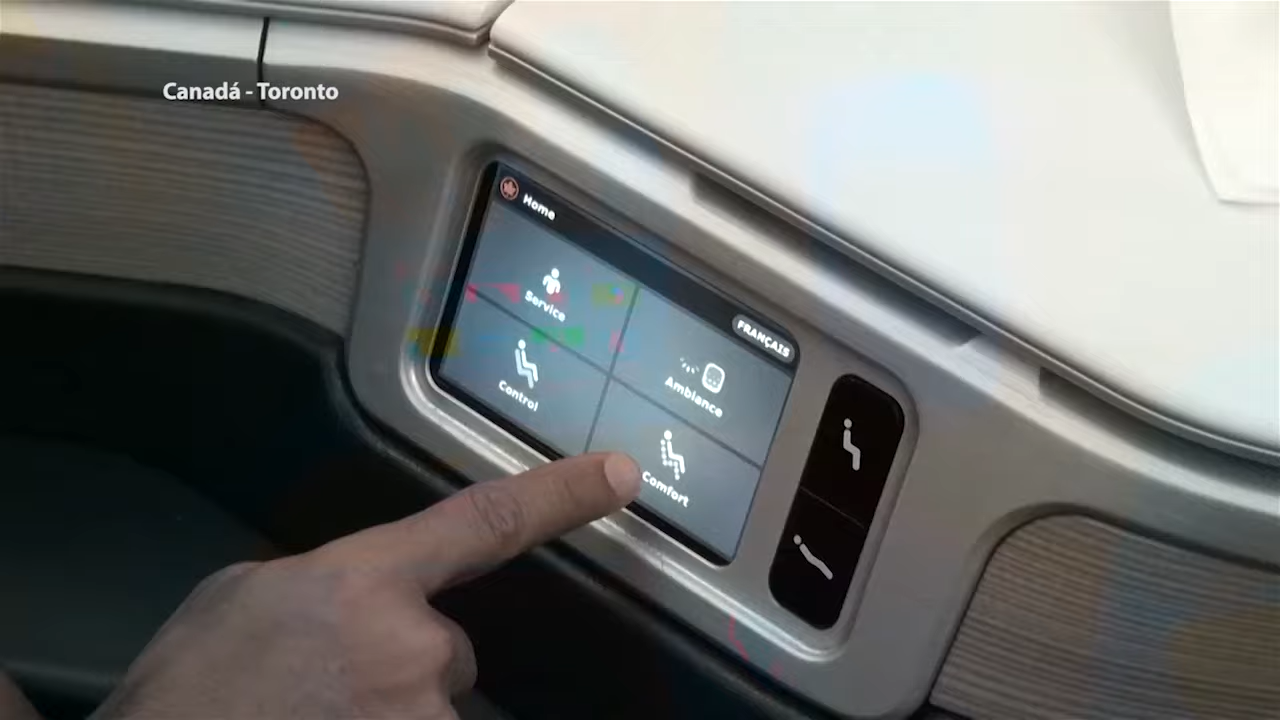 Canadá - Toronto
Home
FRANÇAIS
Service
Ambiance
Control
Comfort